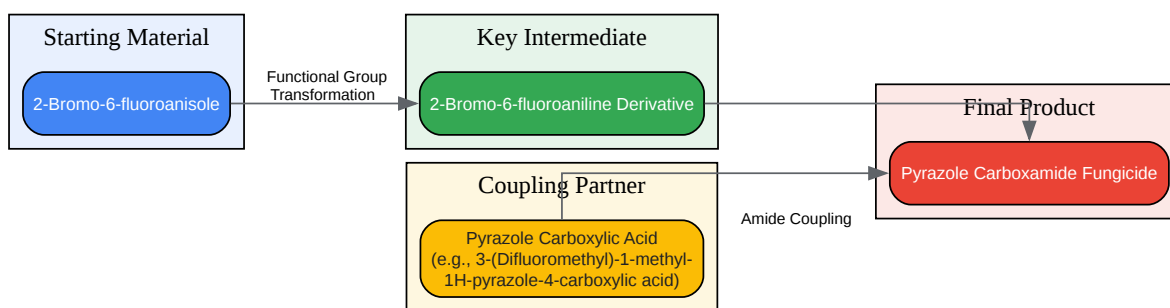 Starting Material
2-Bromo-6-fluoroanisole
Functional Group
Transformation
Key Intermediate
2-Bromo-6-fluoroaniline Derivative
Coupling Partner
Pyrazole Carboxylic Acid
(e.g., 3-(Difluoromethyl)-1-methyl-
1H-pyrazole-4-carboxylic acid)
Amide Coupling
Final Product
Pyrazole Carboxamide Fungicide